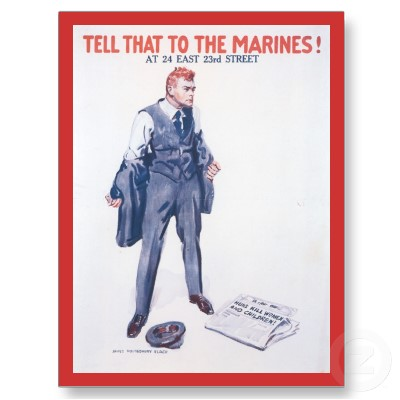 TELL THAT TO THE MARINES!
AT 24 EAST 23rd STREET
HUNS KILL WOMEN
AND CHILDREN!
JAMES MONTGOMERY FLAGG